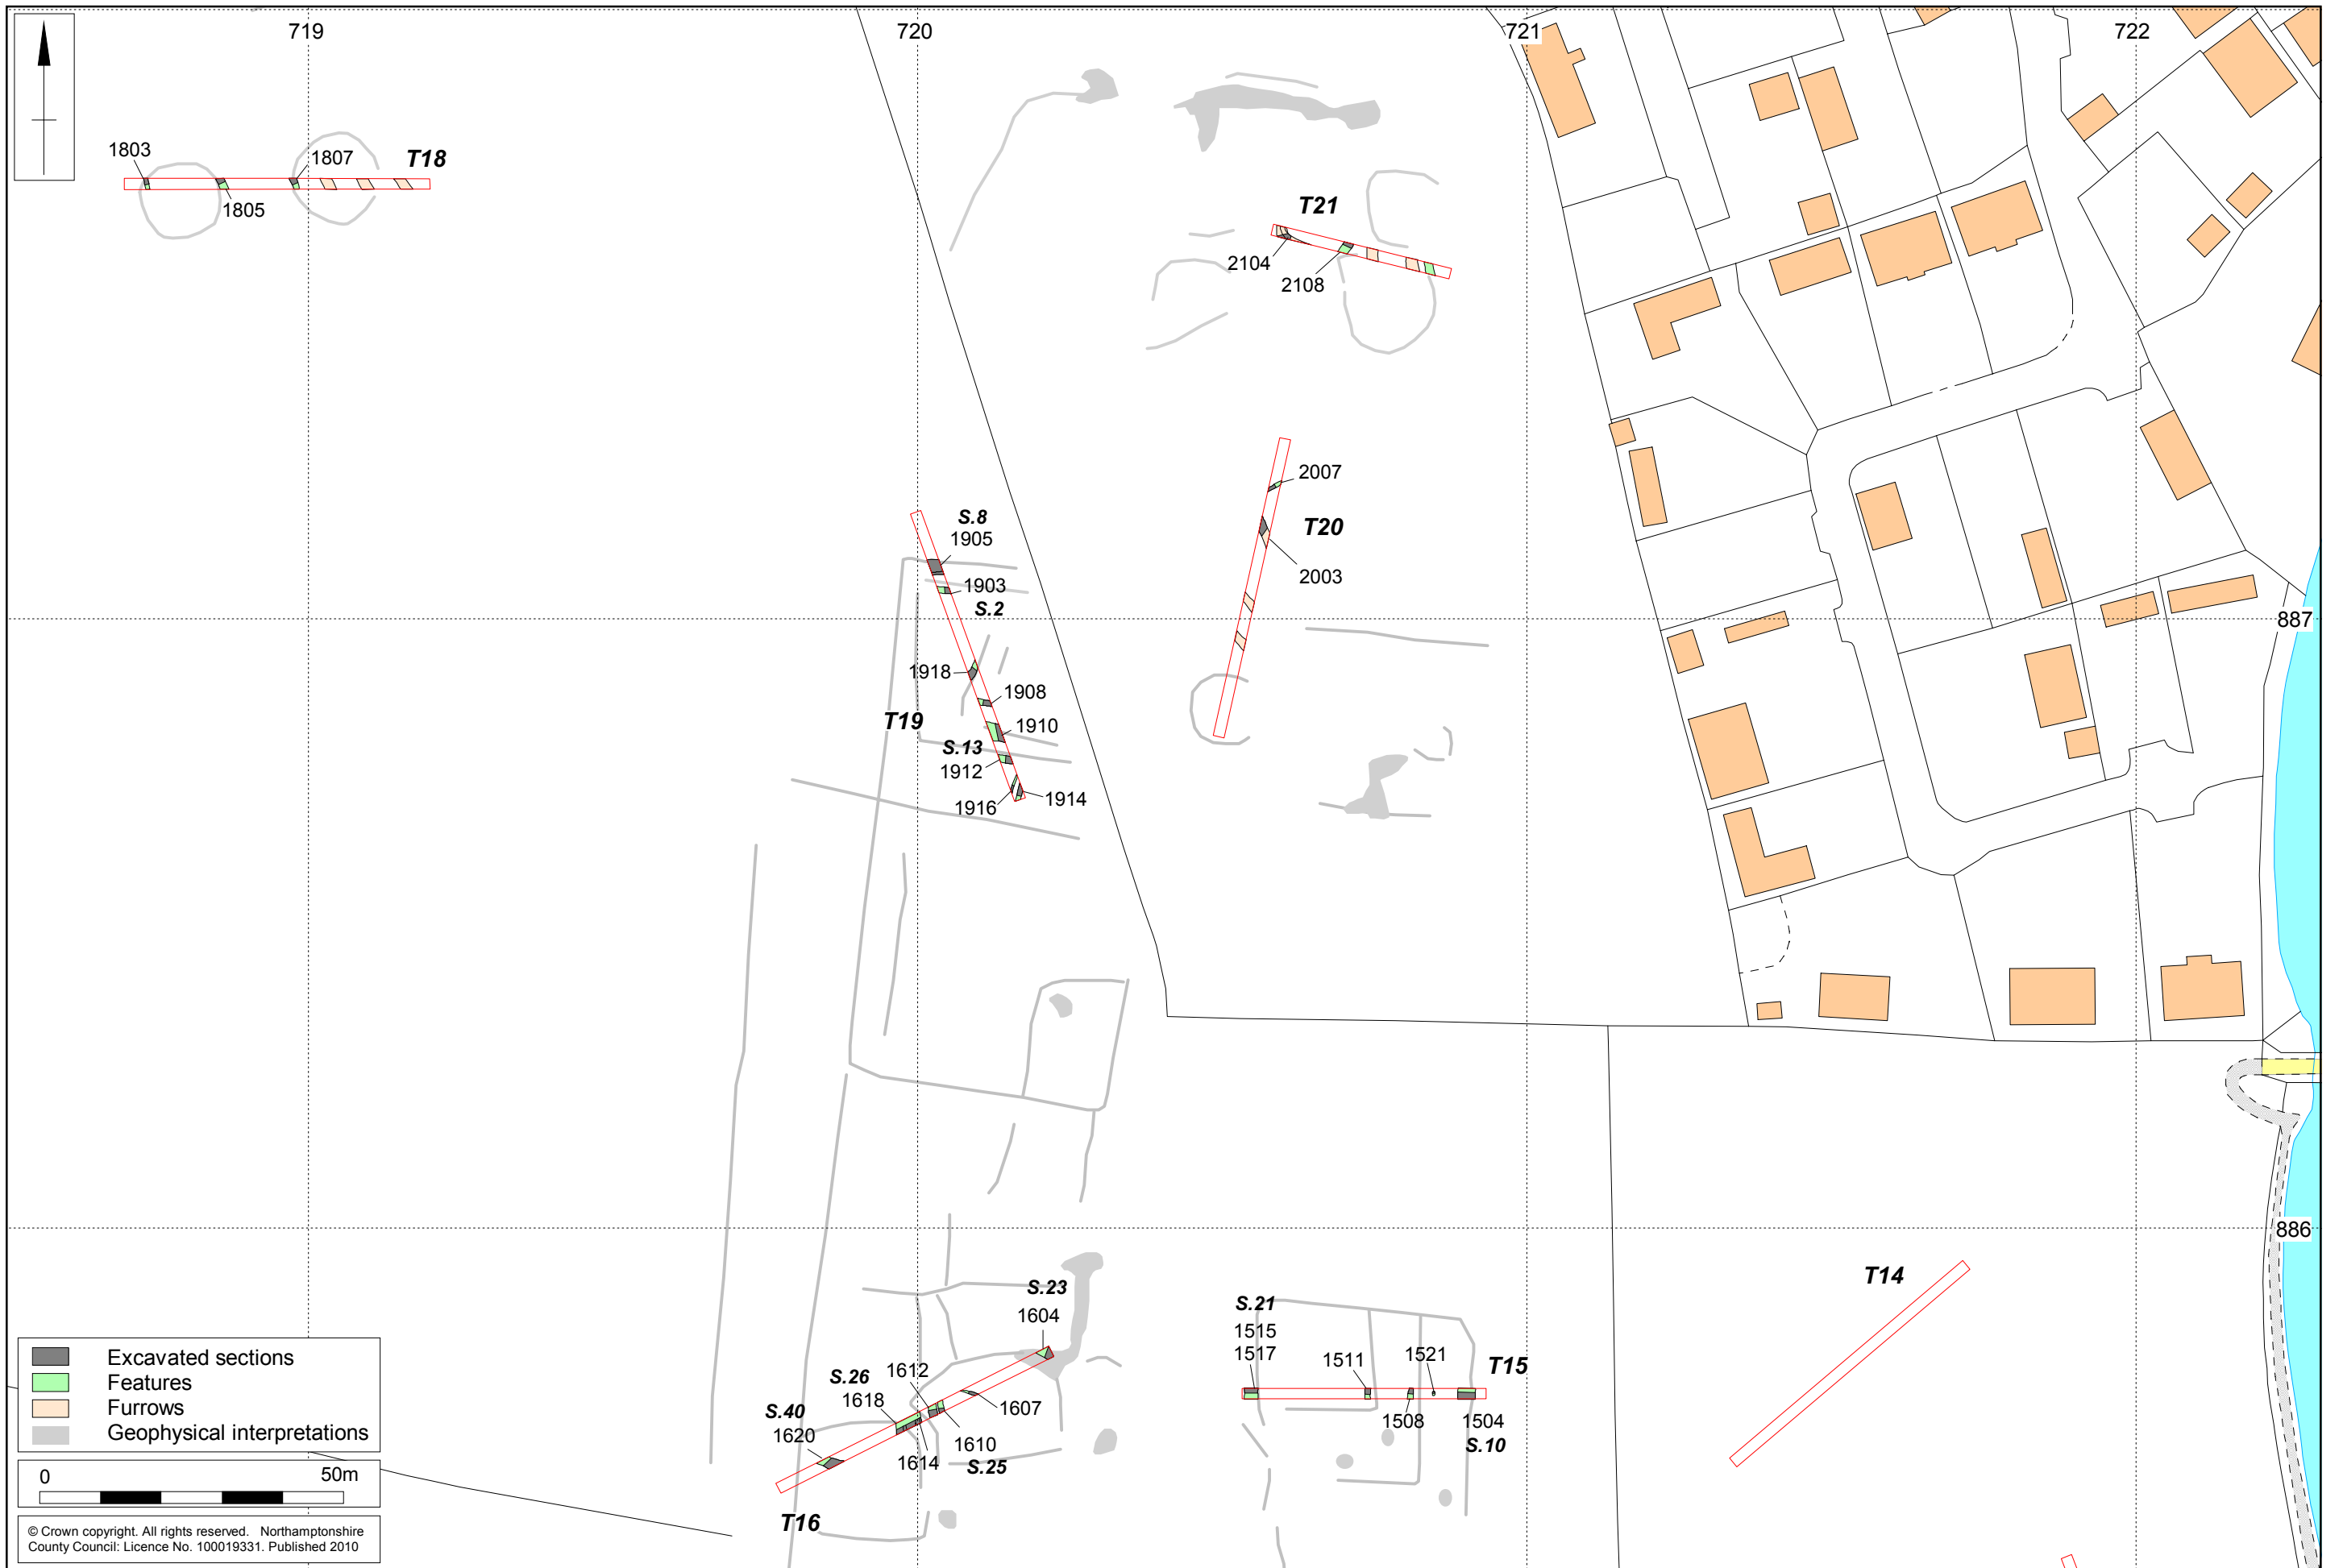 719
720
721
722
1803
1807
T18
1805
T21
2104
2108
2007
T20
2003
S.8
1905
1903
S.2
887
1918
1908
T19
1910
S.13
1912
1916
1914
886
T14
S.23
1604
S.21
1515
1517
1511
1521
T15
1508
1504
S.10
1612
S.26
1618
1607
S.40
1620
1610
1614
S.25
T16
Excavated sections
Features
Furrows
Geophysical interpretations
0 50m
© Crown copyright. All rights reserved. Northamptonshire
County Council: Licence No. 100019331. Published 2010